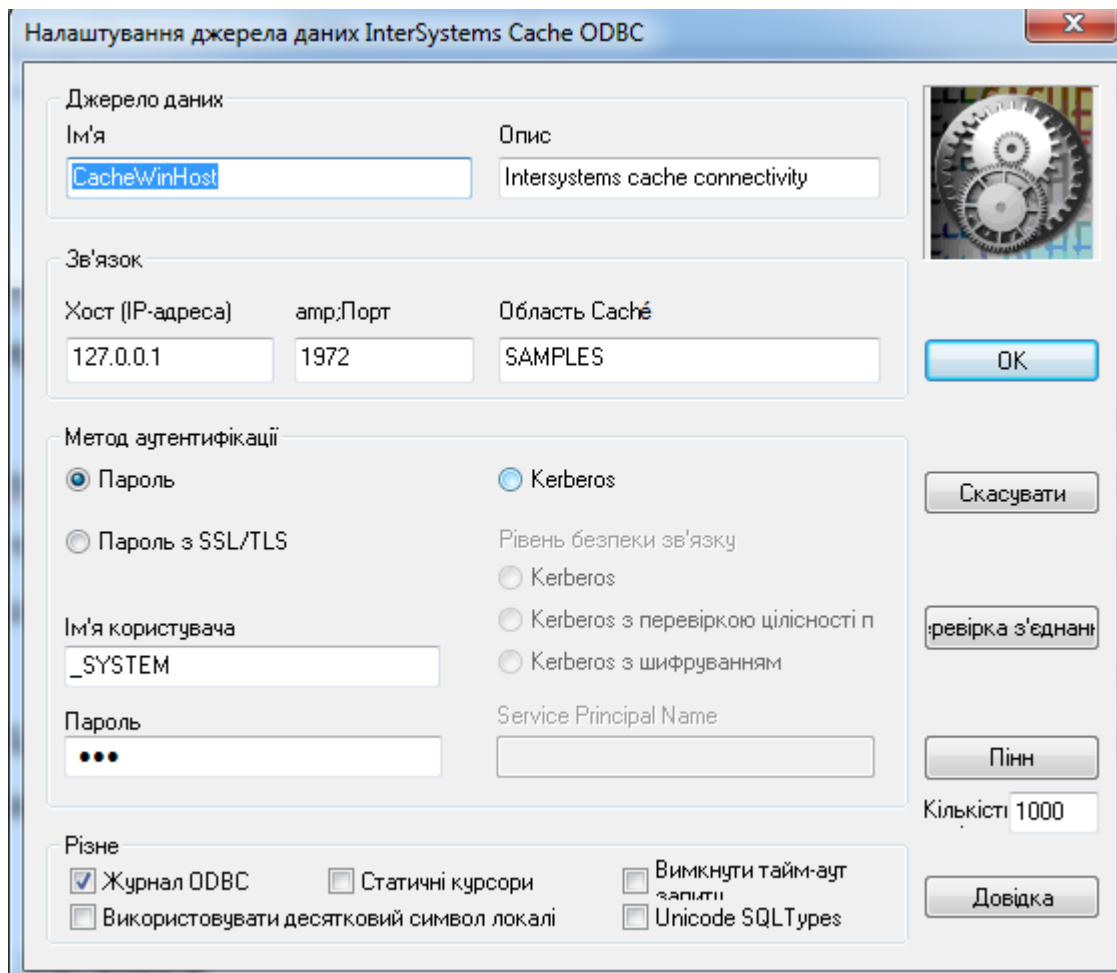 Налаштування джерела даних InterSystems Cache ODBC
Джерело даних
Ім'я
Опис
CacheWinHost
Intersystems cache connectivity
Зв'язок
Хост (IP-адреса)
amp;Порт
Область Caché
127.0.0.1
1972
SAMPLES
OK
Метод аутентифікації
Пароль
Kerberos
Скасувати
Пароль з SSL/TLS
Рівень безпеки зв'язку
Kerberos
Ім'я користувача
Kerberos з перевіркою цілісності п
еревірка з'єднанн
_SYSTEM
Kerberos з шифруванням
Пароль
Service Principal Name
•••
Пінн
Кількісті 1000
Різне
Журнал ODBC
Статичні курсори
Вимкнути тайм-аут
запиту
Використовувати десятковий символ локалі
Unicode SQLTypes
Довідка